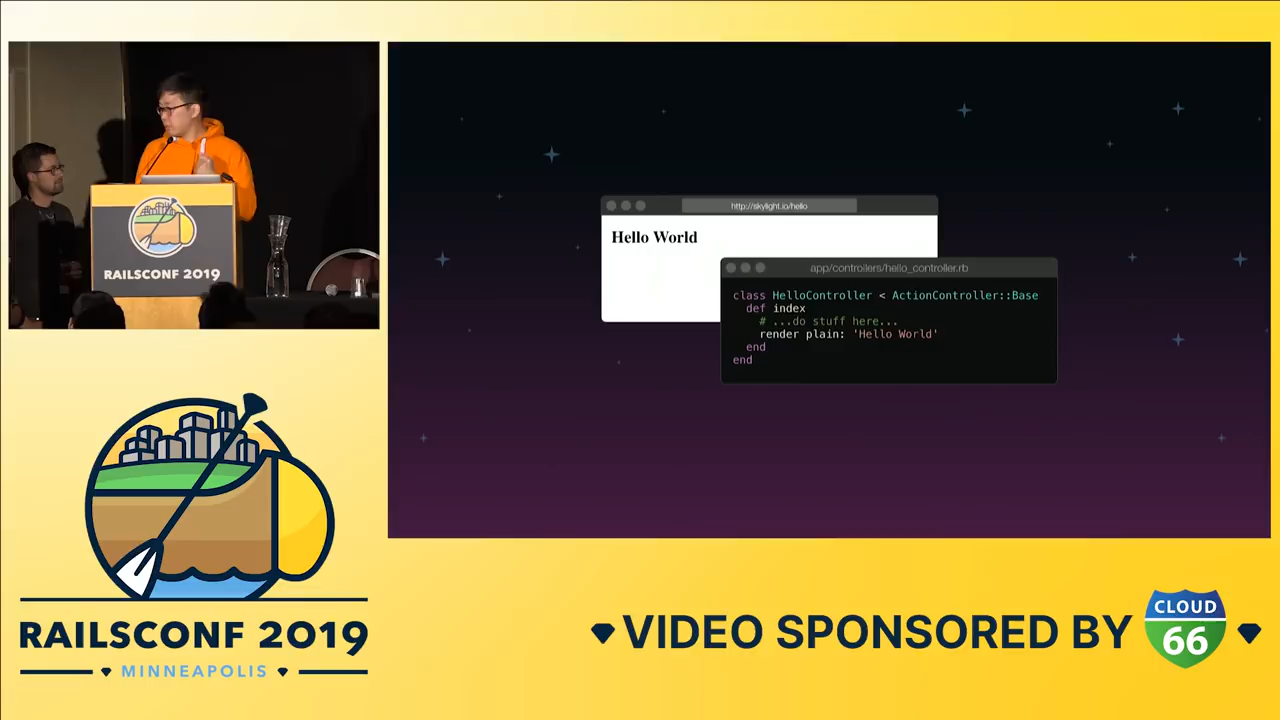 RAILSCONF 2019
http://skylight.io/hello
Hello World
app/controllers/hello_controller.rb
class HelloController < ActionController::Base
  def index
    # ...do stuff here...
    render plain: 'Hello World'
  end
end
RAILSCONF 2019
MINNEAPOLIS
VIDEO SPONSORED BY
CLOUD
66